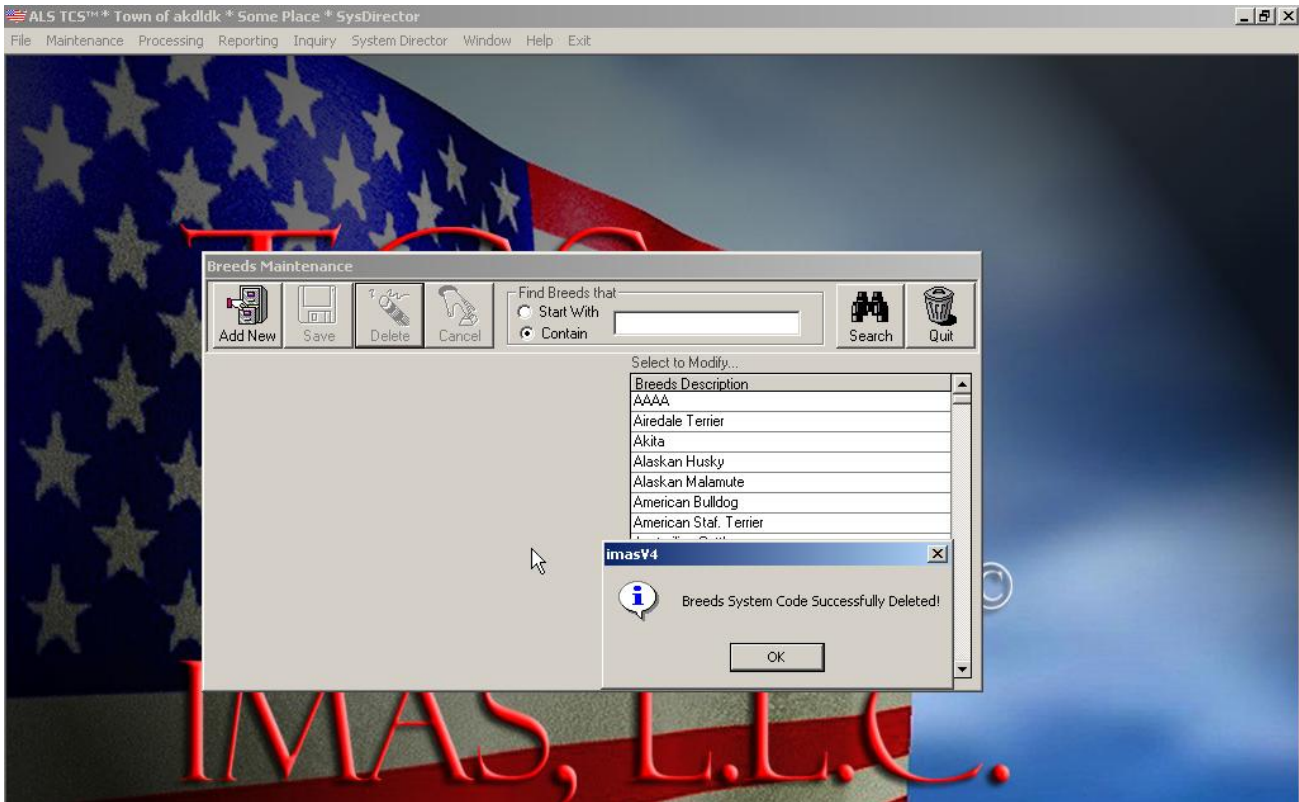 ALS TCS™ * Town of akdldk * Some Place * SysDirector
File Maintenance Processing Reporting Inquiry System Director Window Help Exit
TCS
Breeds Maintenance
Add New Save Delete Cancel
Find Breeds that
Start With
Contain
Search Quit
Select to Modify...
Breeds Description
AAAA
Airedale Terrier
Akita
Alaskan Husky
Alaskan Malamute
American Bulldog
American Staf. Terrier
imasV4
Breeds System Code Successfully Deleted!
OK
©
IMAS, L.L.C.